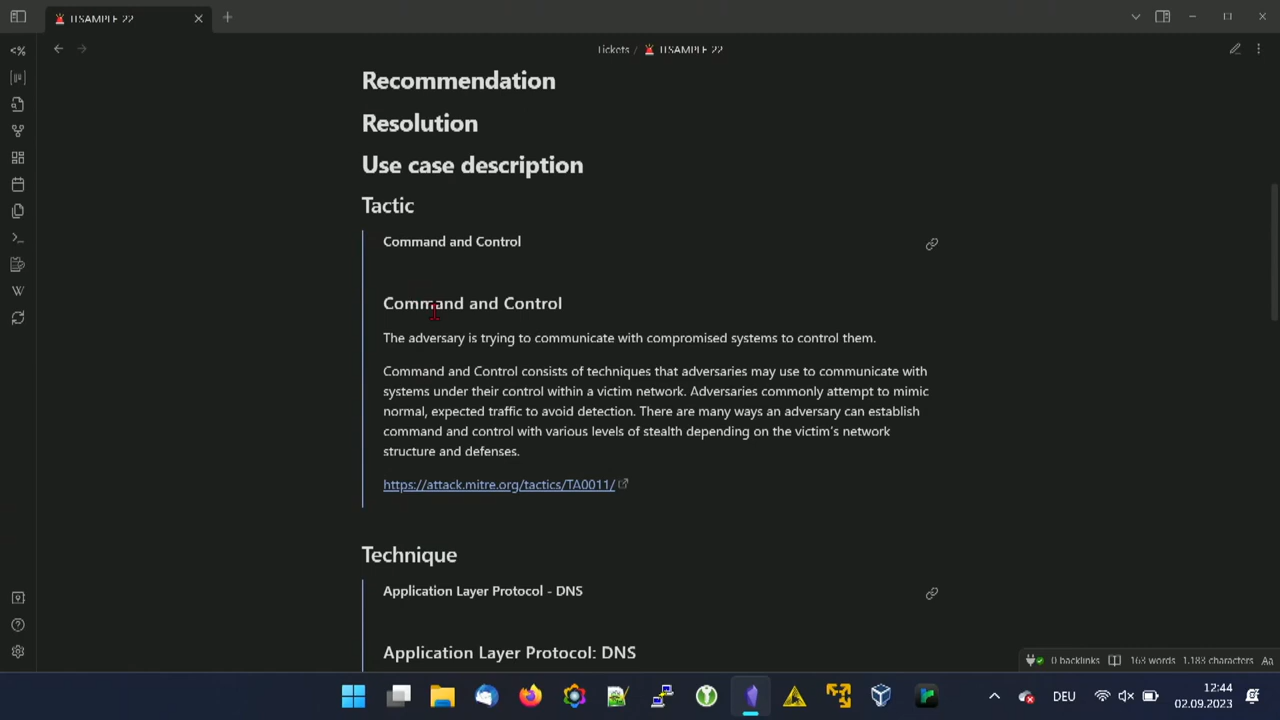 ITSAMPLE 22
Tickets / ITSAMPLE 22
Recommendation
Resolution
Use case description
Tactic
Command and Control
Command and Control
The adversary is trying to communicate with compromised systems to control them.
Command and Control consists of techniques that adversaries may use to communicate with
systems under their control within a victim network. Adversaries commonly attempt to mimic
normal, expected traffic to avoid detection. There are many ways an adversary can establish
command and control with various levels of stealth depending on the victim's network
structure and defenses.
https://attack.mitre.org/tactics/TA0011/
Technique
Application Layer Protocol - DNS
Application Layer Protocol: DNS
0 backlinks 163 words 1,183 characters Aa
DEU
12:44
02.09.2023